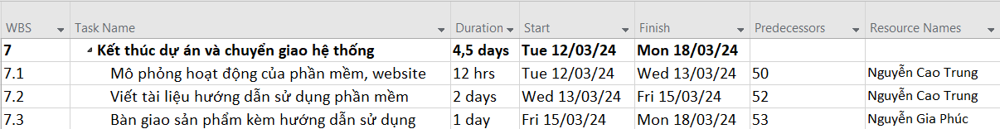 WBS Task Name Duration Start Finish Predecessors Resource Names
7 Kết thúc dự án và chuyển giao hệ thống 4,5 days Tue 12/03/24 Mon 18/03/24
7.1 Mô phỏng hoạt động của phần mềm, website 12 hrs Tue 12/03/24 Wed 13/03/24 50 Nguyễn Cao Trung
7.2 Viết tài liệu hướng dẫn sử dụng phần mềm 2 days Wed 13/03/24 Fri 15/03/24 52 Nguyễn Cao Trung
7.3 Bàn giao sản phẩm kèm hướng dẫn sử dụng 1 day Fri 15/03/24 Mon 18/03/24 53 Nguyễn Gia Phúc